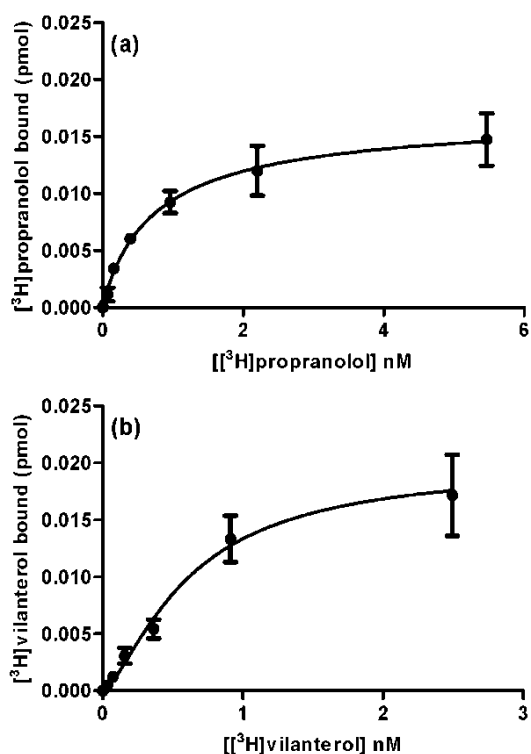 (a)
[³H]propranolol bound (pmol)
0.025
0.020
0.015
0.010
0.005
0.000
0 2 4 6
[[³H]propranolol] nM
(b)
[³H]vilanterol bound (pmol)
0.025
0.020
0.015
0.010
0.005
0.000
0 1 2 3
[[³H]vilanterol] nM